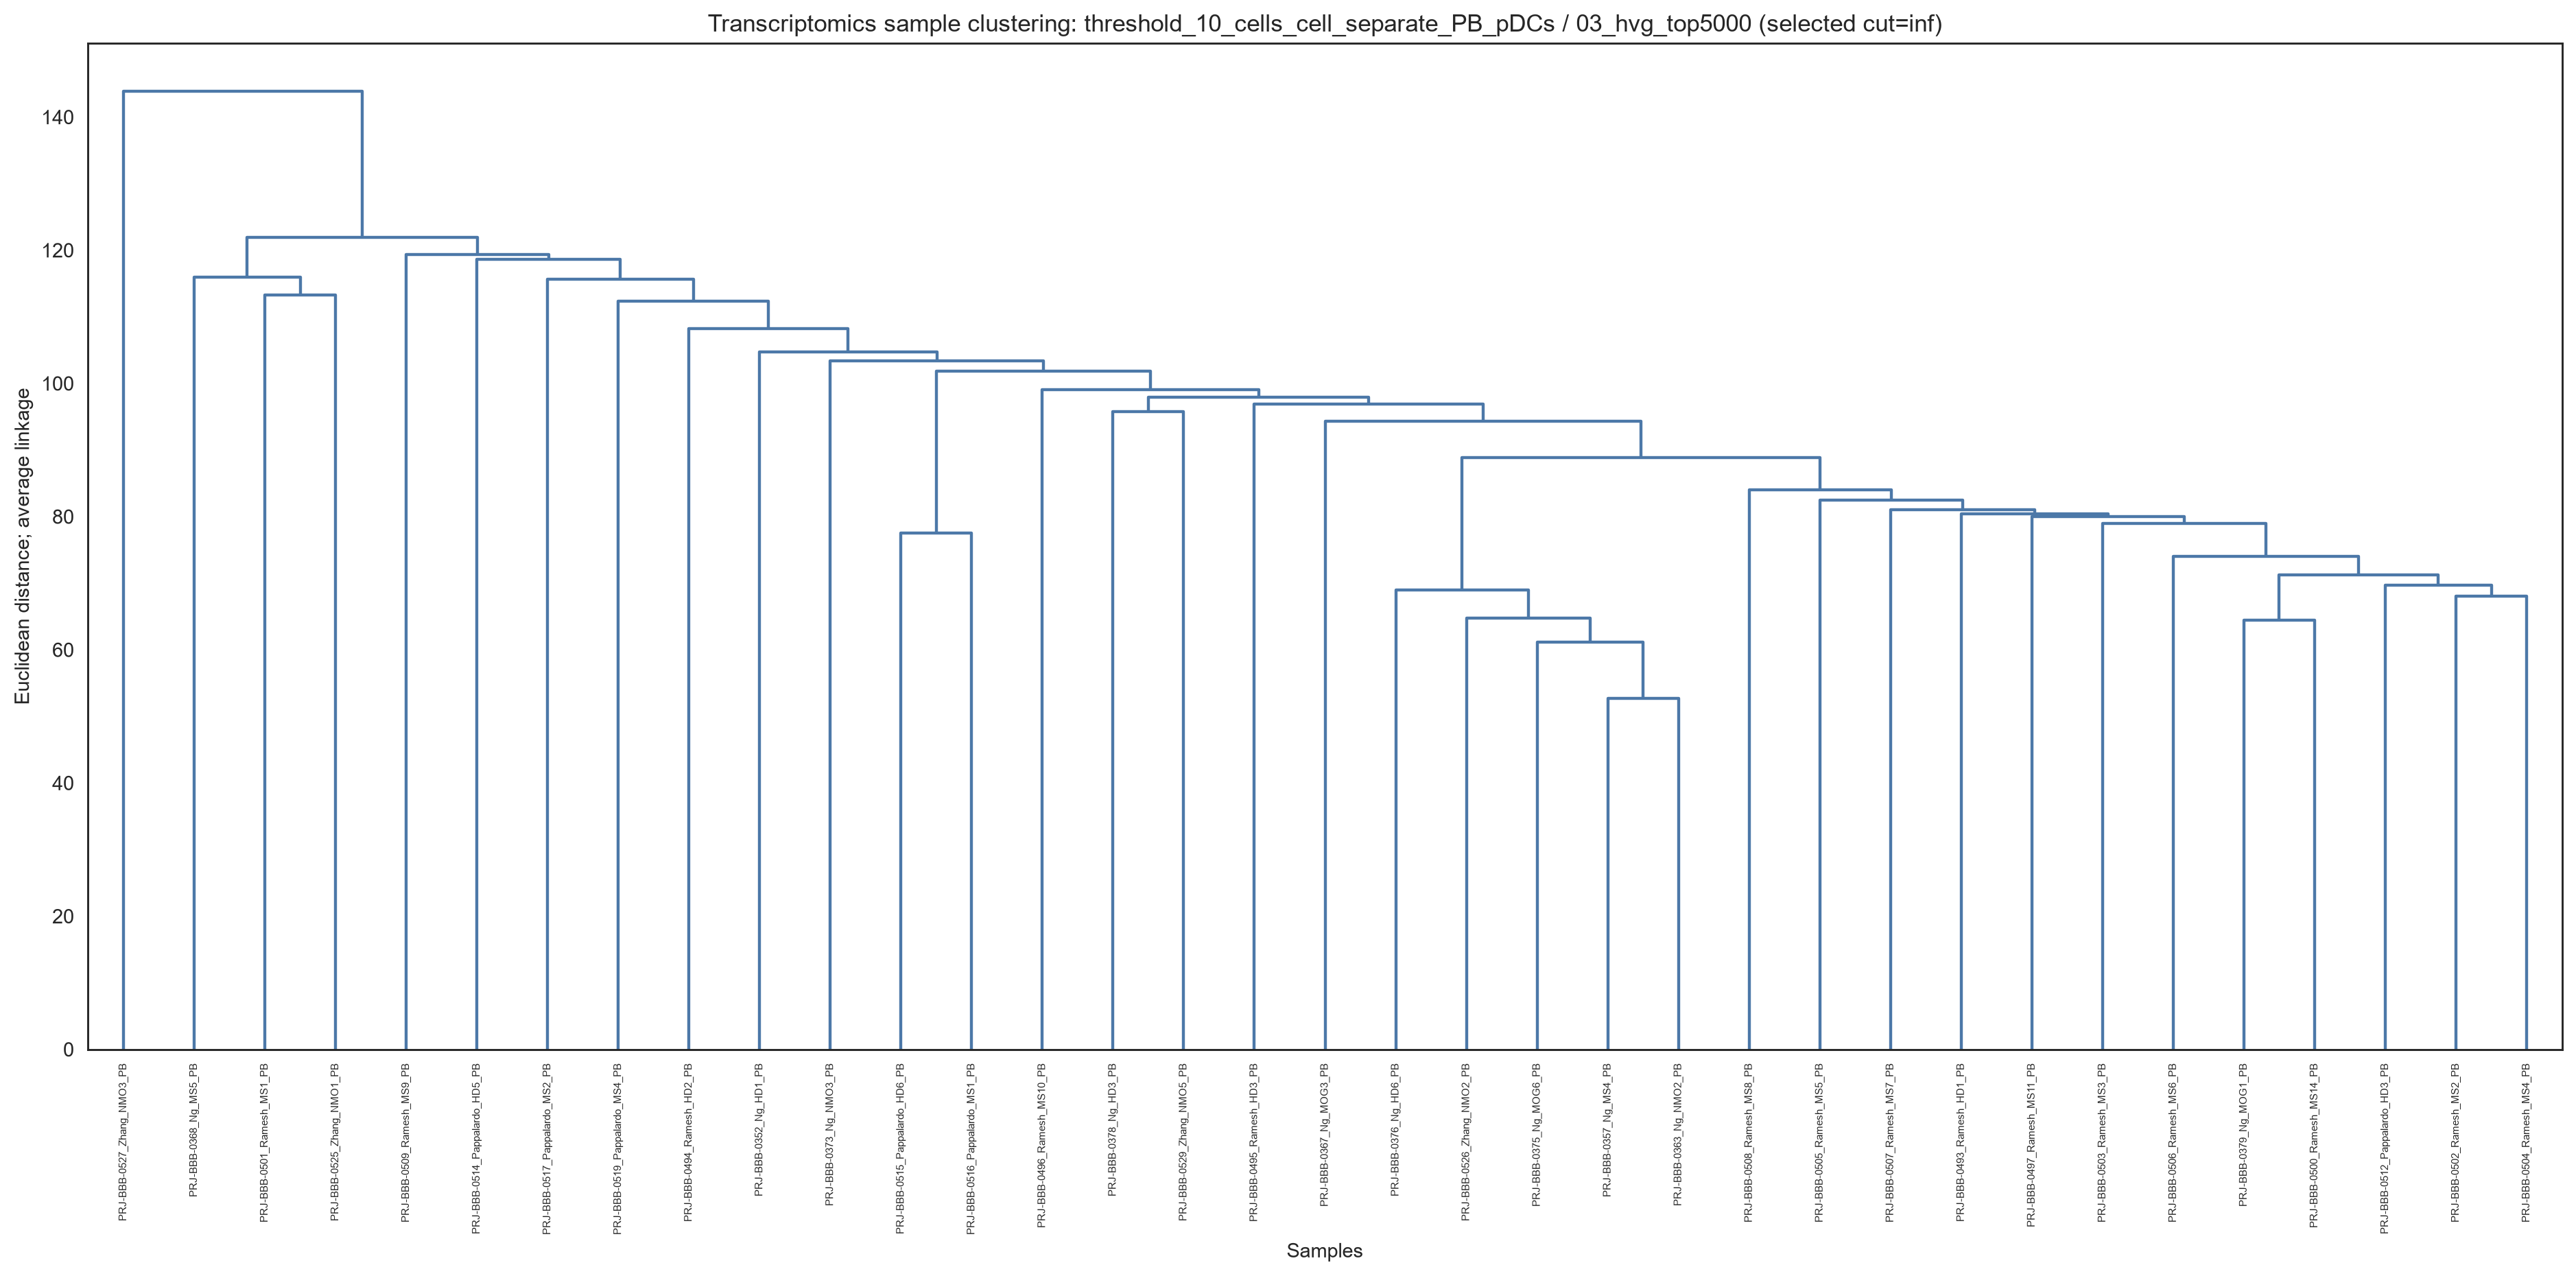 Transcriptomics sample clustering: threshold_10_cells_cell_separate_PB_pDCs / 03_hvg_top5000 (selected cut=inf)
Euclidean distance; average linkage
140
120
100
80
60
40
20
0
PRJ-BBB-0527_Zhang_NMO3_PB
PRJ-BBB-0368_Ng_MS5_PB
PRJ-BBB-0501_Ramesh_MS1_PB
PRJ-BBB-0525_Zhang_NMO1_PB
PRJ-BBB-0509_Ramesh_MS9_PB
PRJ-BBB-0514_Pappalardo_HD5_PB
PRJ-BBB-0517_Pappalardo_MS2_PB
PRJ-BBB-0519_Pappalardo_MS4_PB
PRJ-BBB-0494_Ramesh_HD2_PB
PRJ-BBB-0352_Ng_HD1_PB
PRJ-BBB-0373_Ng_NMO3_PB
PRJ-BBB-0515_Pappalardo_HD6_PB
PRJ-BBB-0516_Pappalardo_MS1_PB
PRJ-BBB-0496_Ramesh_MS10_PB
PRJ-BBB-0378_Ng_HD3_PB
PRJ-BBB-0529_Zhang_NMO5_PB
PRJ-BBB-0495_Ramesh_HD3_PB
PRJ-BBB-0367_Ng_MOG3_PB
PRJ-BBB-0376_Ng_HD6_PB
PRJ-BBB-0526_Zhang_NMO2_PB
PRJ-BBB-0375_Ng_MOG6_PB
PRJ-BBB-0357_Ng_MS4_PB
PRJ-BBB-0363_Ng_NMO2_PB
PRJ-BBB-0508_Ramesh_MS8_PB
PRJ-BBB-0505_Ramesh_MS5_PB
PRJ-BBB-0507_Ramesh_MS7_PB
PRJ-BBB-0493_Ramesh_HD1_PB
PRJ-BBB-0497_Ramesh_MS11_PB
PRJ-BBB-0503_Ramesh_MS3_PB
PRJ-BBB-0506_Ramesh_MS6_PB
PRJ-BBB-0379_Ng_MOG1_PB
PRJ-BBB-0500_Ramesh_MS14_PB
PRJ-BBB-0512_Pappalardo_HD3_PB
PRJ-BBB-0502_Ramesh_MS2_PB
PRJ-BBB-0504_Ramesh_MS4_PB
Samples